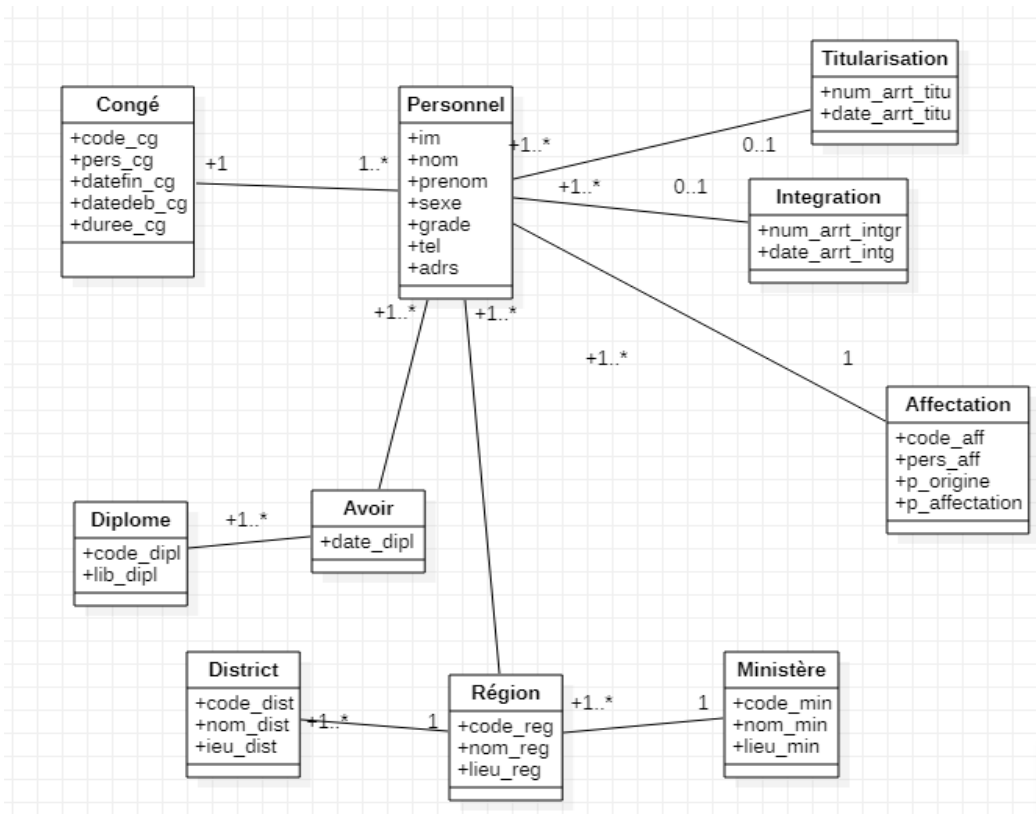 Titularisation
+num_arrt_titu
+date_arrt_titu
Congé
+code_cg
+pers_cg
+datefin_cg
+datedeb_cg
+duree_cg
+1
1..*
Personnel
+im
+nom
+prenom
+sexe
+grade
+tel
+adrs
+1..*
0..1
+1..*
0..1
Integration
+num_arrt_intgr
+date_arrt_intg
+1..*
+1..*
+1..*
1
Affectation
+code_aff
+pers_aff
+p_origine
+p_affectation
Diplome
+code_dipl
+lib_dipl
+1..*
Avoir
+date_dipl
District
+code_dist
+nom_dist
+ieu_dist
+1..*
1
Région
+code_reg
+nom_reg
+lieu_reg
+1..*
1
Ministère
+code_min
+nom_min
+lieu_min